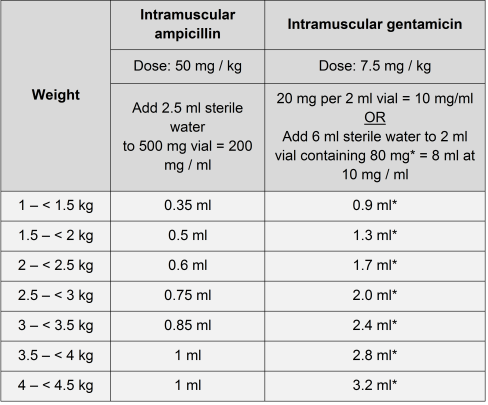 Weight
Intramuscular
ampicillin
Intramuscular gentamicin
Dose: 50 mg / kg
Dose: 7.5 mg / kg
Add 2.5 ml sterile
water
to 500 mg vial = 200
mg / ml
20 mg per 2 ml vial = 10 mg/ml
OR
Add 6 ml sterile water to 2 ml
vial containing 80 mg* = 8 ml at
10 mg / ml
1 – < 1.5 kg 0.35 ml 0.9 ml*
1.5 – < 2 kg 0.5 ml 1.3 ml*
2 – < 2.5 kg 0.6 ml 1.7 ml*
2.5 – < 3 kg 0.75 ml 2.0 ml*
3 – < 3.5 kg 0.85 ml 2.4 ml*
3.5 – < 4 kg 1 ml 2.8 ml*
4 – < 4.5 kg 1 ml 3.2 ml*